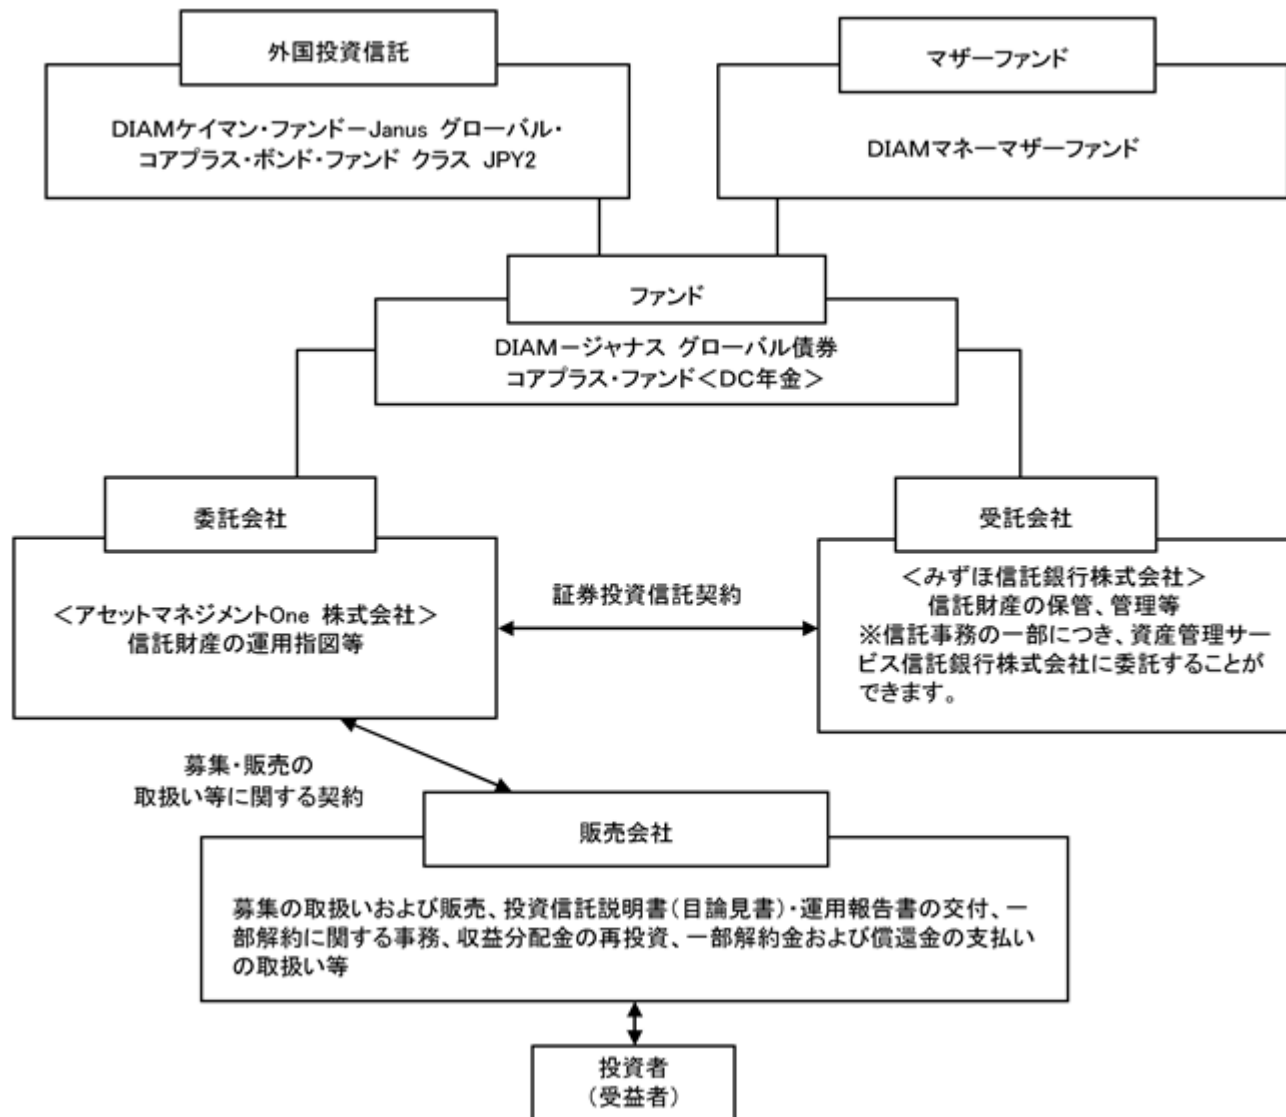 外国投資信託
DIAMケイマン・ファンドーJanus グローバル・
コアプラス・ボンド・ファンド クラス JPY2
マザーファンド
DIAMマネーマザーファンド
ファンド
DIAMージャナス グローバル債券
コアプラス・ファンド＜DC年金＞
委託会社
＜アセットマネジメントOne 株式会社＞
信託財産の運用指図等
証券投資信託契約
受託会社
＜みずほ信託銀行株式会社＞
信託財産の保管、管理等
※信託事務の一部につき、資産管理サー
ビス信託銀行株式会社に委託することが
できます。
募集・販売の
取扱い等に関する契約
販売会社
募集の取扱いおよび販売、投資信託説明書(目論見書)・運用報告書の交付、一
部解約に関する事務、収益分配金の再投資、一部解約金および償還金の支払い
の取扱い等
投資者
(受益者)